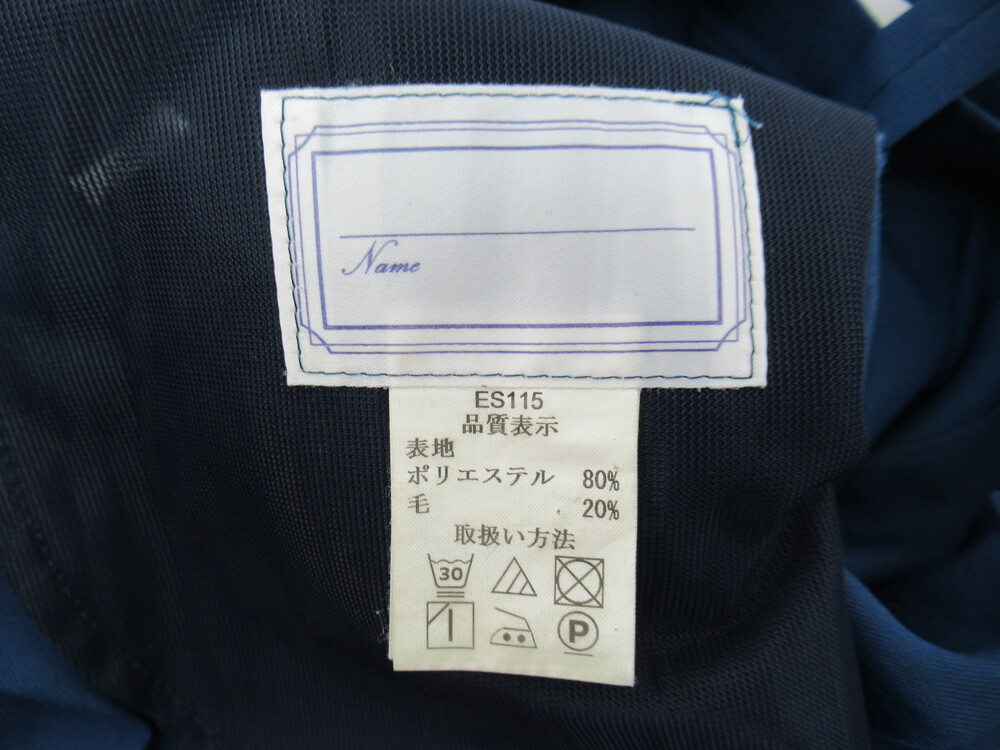 Name
ES115
品質表示
表地
ポリエステル 80%
毛 20%
取扱い方法
30
P